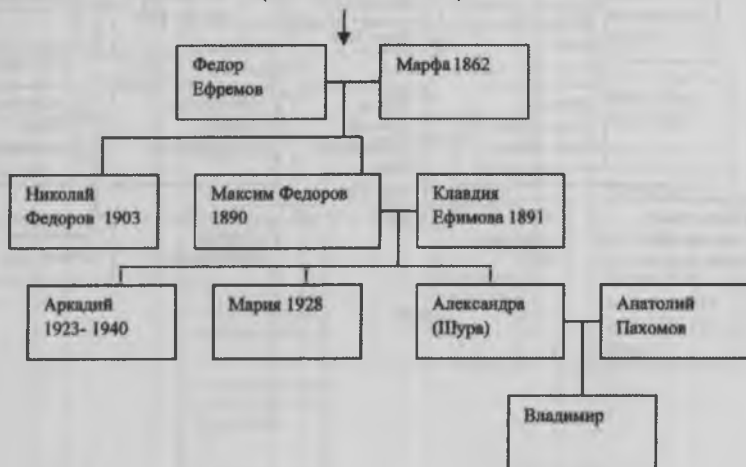 Федор
Ефремов
Марфа 1862
Николай
Федоров 1903
Максим Федоров
1890
Клавдия
Ефимова 1891
Аркадий
1923- 1940
Мария 1928
Александра
(Шура)
Анатолий
Пахомов
Владимир